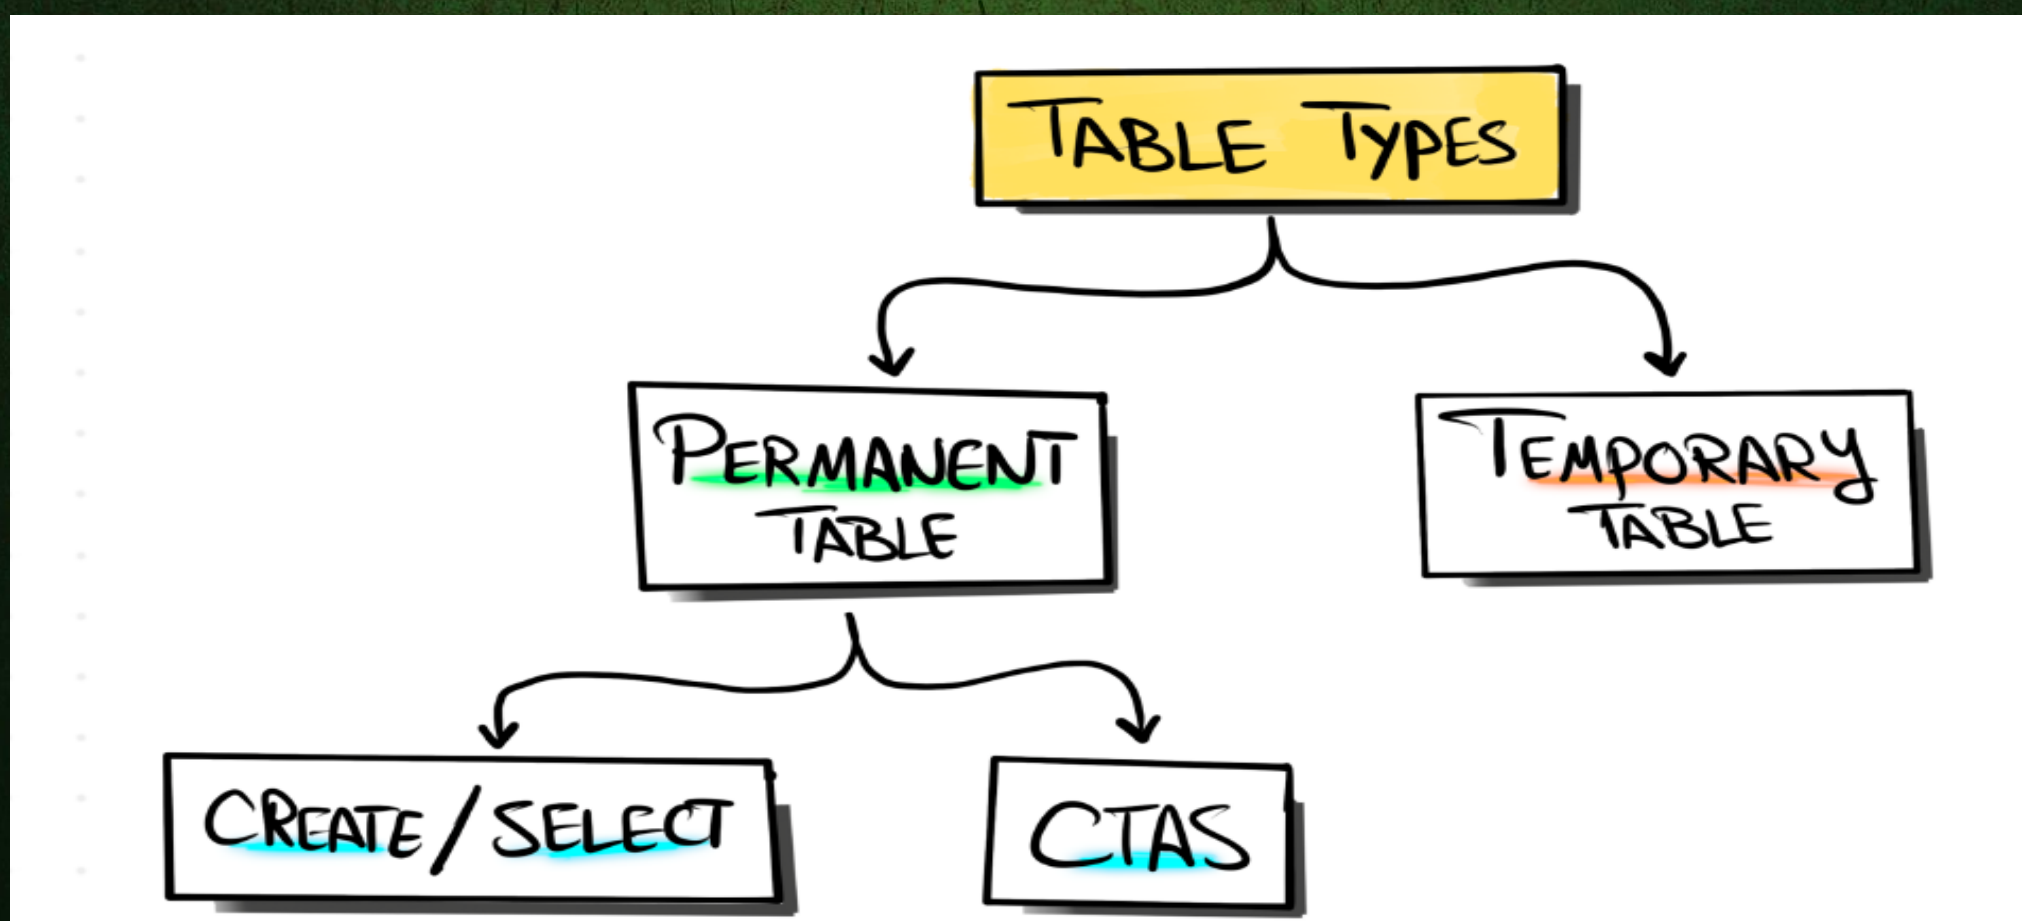 TABLE TYPES
PERMANENT
TABLE
TEMPORARY
TABLE
CREATE/SELECT
CTAS